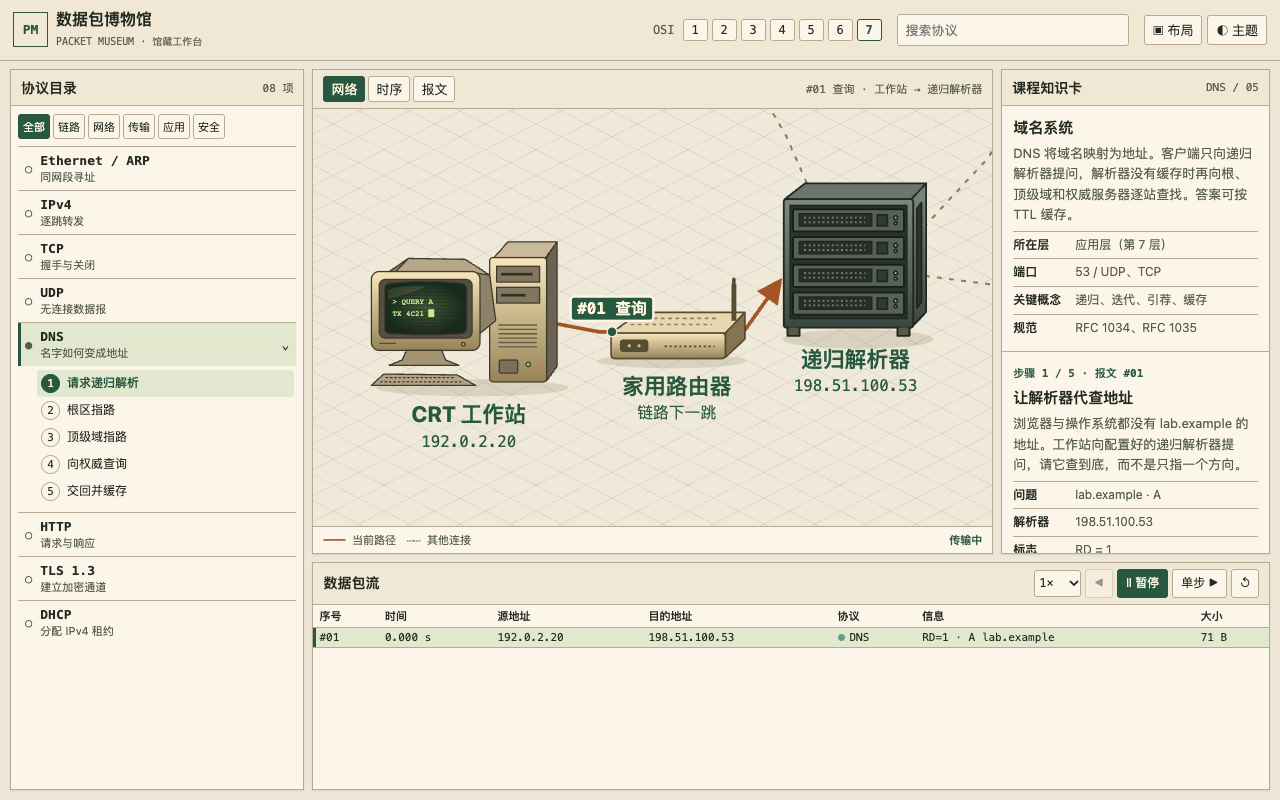 PM
数据包博物馆
PACKET MUSEUM · 馆藏工作台
OSI 1 2 3 4 5 6 7
搜索协议
▣ 布局
◐ 主题
协议目录
08 项
全部 链路 网络 传输 应用 安全
Ethernet / ARP
同网段寻址
IPv4
逐跳转发
TCP
握手与关闭
UDP
无连接数据报
DNS
名字如何变成地址
1 请求递归解析
2 根区指路
3 顶级域指路
4 向权威查询
5 交回并缓存
HTTP
请求与响应
TLS 1.3
建立加密通道
DHCP
分配 IPv4 租约
网络 时序 报文
#01 查询 · 工作站 → 递归解析器
> QUERY A
TX 4C21
#01 查询
CRT 工作站
192.0.2.20
家用路由器
链路下一跳
递归解析器
198.51.100.53
当前路径
其他连接
传输中
课程知识卡
DNS / 05
域名系统
DNS 将域名映射为地址。客户端只向递归
解析器提问，解析器没有缓存时再向根、
顶级域和权威服务器逐站查找。答案可按
TTL 缓存。
所在层 应用层（第 7 层）
端口 53 / UDP、TCP
关键概念 递归、迭代、引荐、缓存
规范 RFC 1034、RFC 1035
步骤 1 / 5 · 报文 #01
让解析器代查地址
浏览器与操作系统都没有 lab.example 的
地址。工作站向配置好的递归解析器提
问，请它查到底，而不是只指一个方向。
问题 lab.example · A
解析器 198.51.100.53
标志 RD = 1
数据包流
1×
◀
Ⅱ 暂停
单步 ▶
↺
序号 时间 源地址 目的地址 协议 信息 大小
#01 0.000 s 192.0.2.20 198.51.100.53 DNS RD=1 · A lab.example 71 B